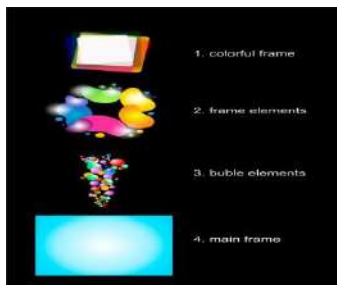 1. colorful frame
2. frame elements
3. buble elements
4. main frame